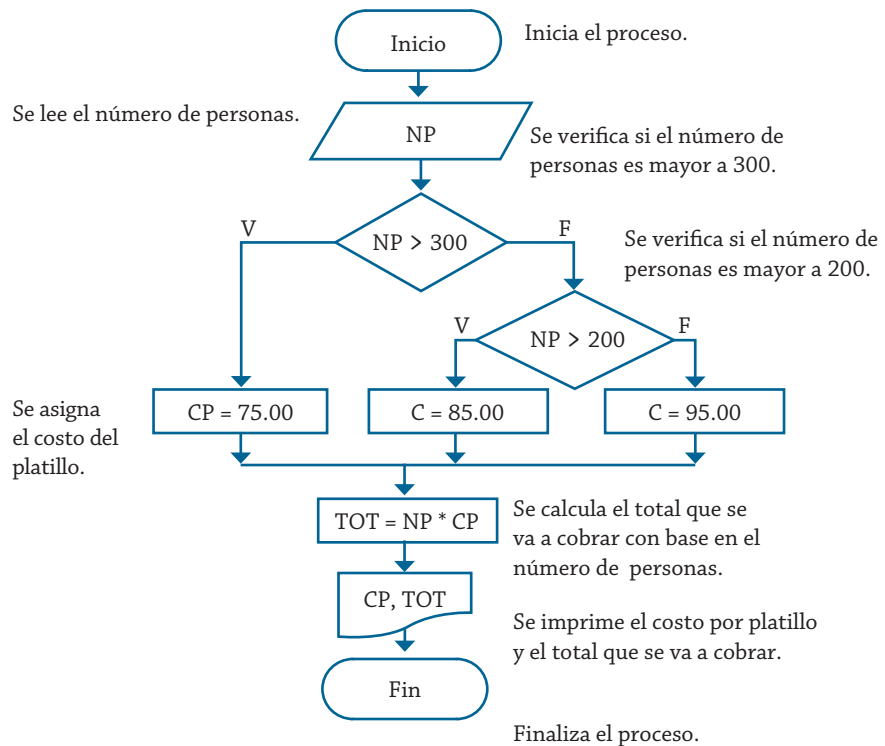 Inicio
Inicia el proceso.
Se lee el número de personas.
NP
Se verifica si el número de
personas es mayor a 300.
V
NP > 300
F
Se verifica si el número de
personas es mayor a 200.
V
NP > 200
F
Se asigna
el costo del
platillo.
CP = 75.00
C = 85.00
C = 95.00
TOT = NP * CP
Se calcula el total que se
va a cobrar con base en el
número de personas.
CP, TOT
Se imprime el costo por platillo
y el total que se va a cobrar.
Fin
Finaliza el proceso.